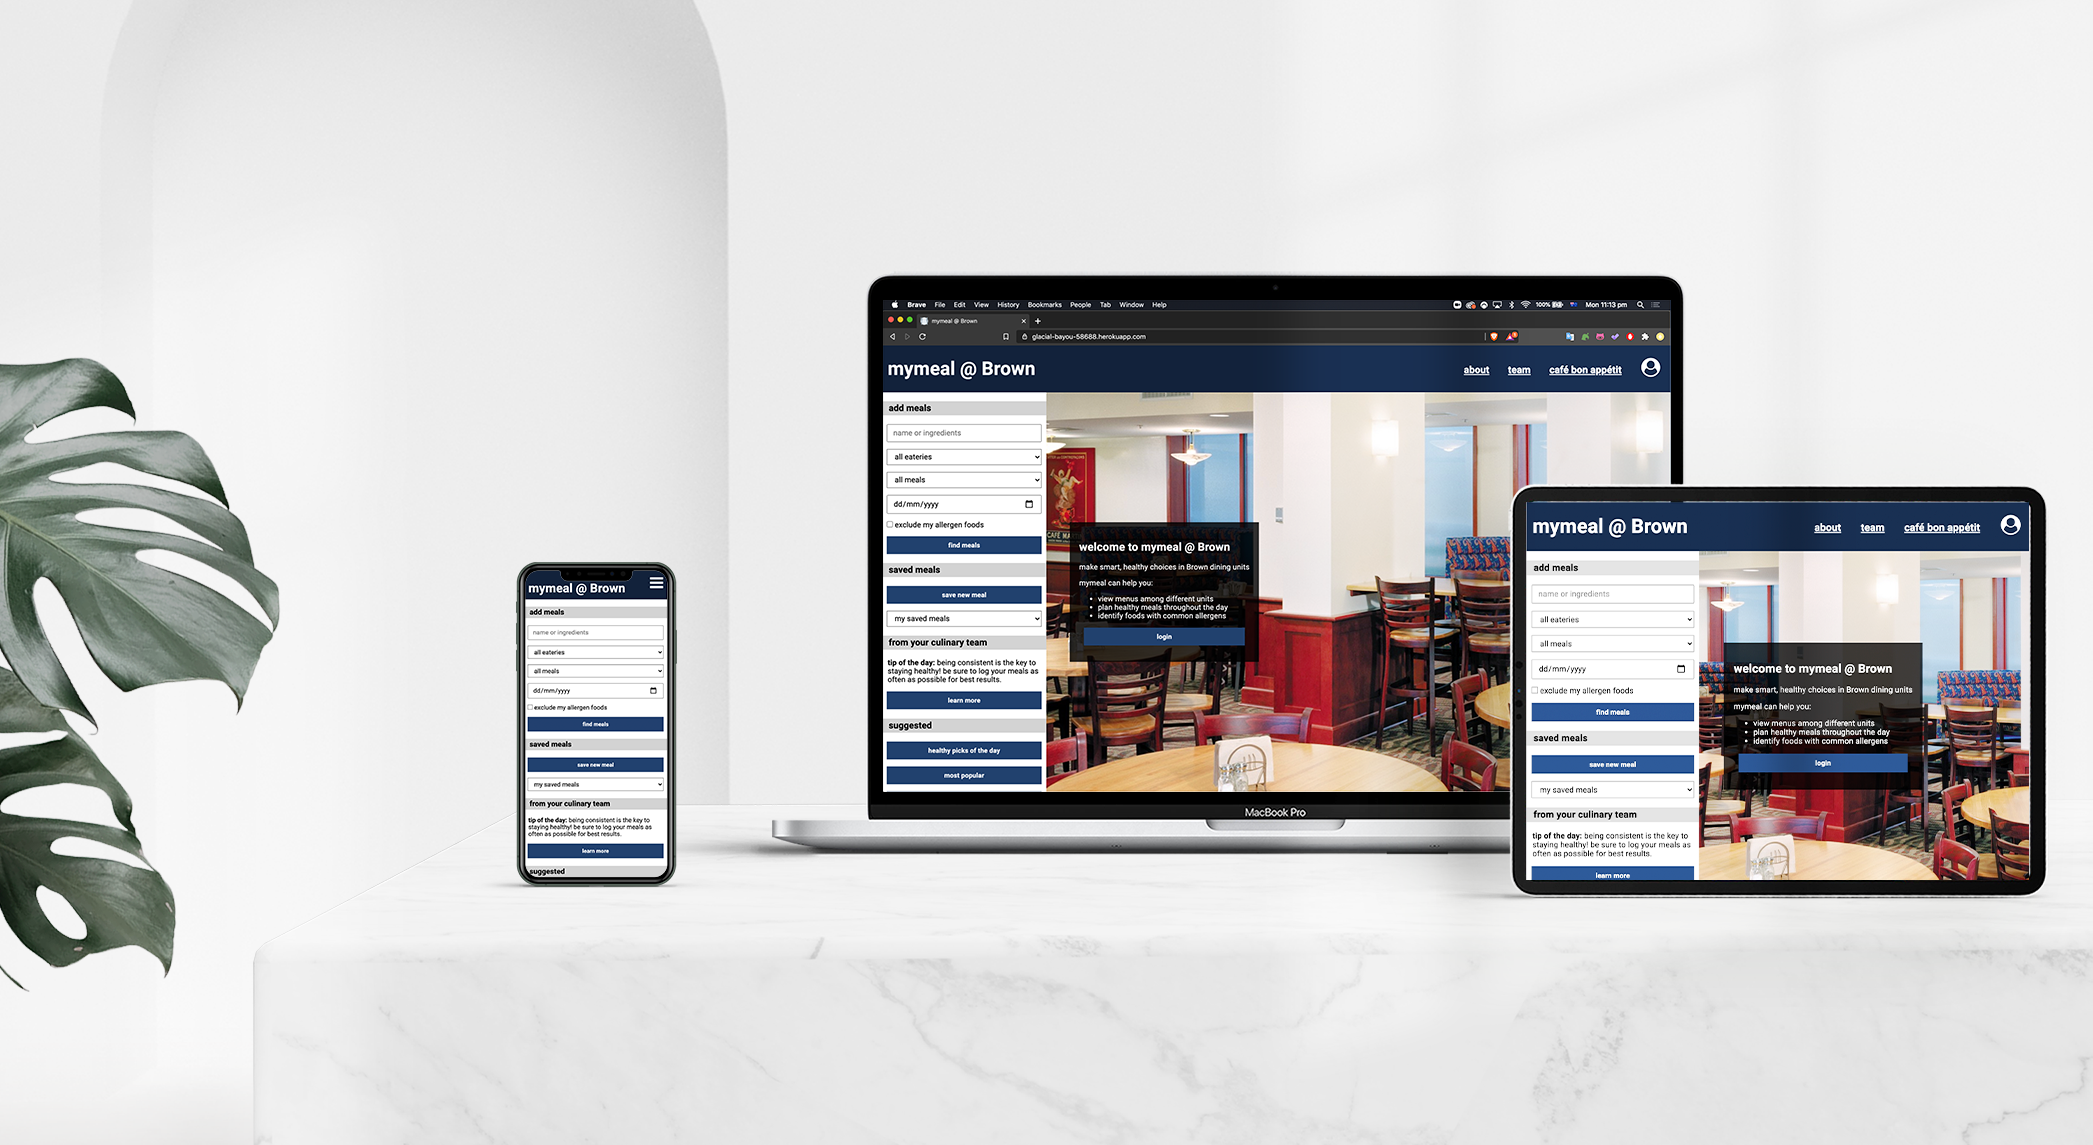 mymeal @ Brown
add meals
name or ingredients
all eateries
all meals
dd/mm/yyyy
exclude my allergen foods
find meals
saved meals
save new meal
my saved meals
from your culinary team
tip of the day: being consistent is the key to
staying healthy! be sure to log your meals as
often as possible for best results.
learn more
suggested
Brave File Edit View History Bookmarks People Tab Window Help
100% Mon 11:13 pm
mymeal @ Brown
glacial-bayou-58688.herokuapp.com
mymeal @ Brown
about team café bon appétit
add meals
name or ingredients
all eateries
all meals
dd/mm/yyyy
exclude my allergen foods
find meals
saved meals
save new meal
my saved meals
from your culinary team
tip of the day: being consistent is the key to
staying healthy! be sure to log your meals as
often as possible for best results.
learn more
suggested
healthy picks of the day
most popular
welcome to mymeal @ Brown
make smart, healthy choices in Brown dining units
mymeal can help you:
• view menus among different units
• plan healthy meals throughout the day
• identify foods with common allergens
login
MacBook Pro
mymeal @ Brown
about team café bon appétit
add meals
name or ingredients
all eateries
all meals
dd/mm/yyyy
exclude my allergen foods
find meals
saved meals
save new meal
my saved meals
from your culinary team
tip of the day: being consistent is the key to
staying healthy! be sure to log your meals as
often as possible for best results.
learn more
welcome to mymeal @ Brown
make smart, healthy choices in Brown dining units
mymeal can help you:
• view menus among different units
• plan healthy meals throughout the day
• identify foods with common allergens
login